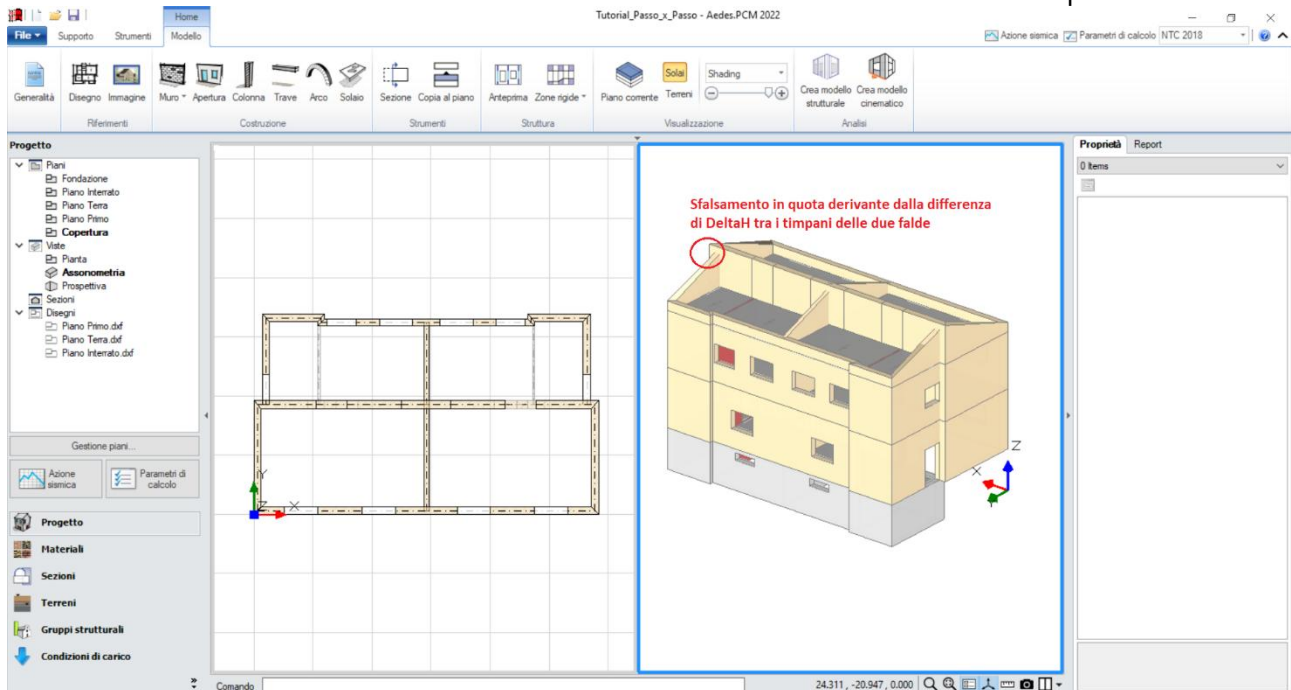 Tutorial_Passo_x_Passo - Aedes.PCM 2022
Home
File Supporto Strumenti Modello
Azione sismica Parametri di calcolo NTC 2018
Generalità Disegno Immagine Muro Apertura Colonna Trave Arco Solaio Sezione Copia al piano Anteprima Zone rigide Piano corrente Solai Terreni Shading Crea modello strutturale Crea modello cinematico
Riferimenti Costruzione Strumenti Struttura Visualizzazione Analisi
Progetto
Piani
Fondazione
Piano Interrato
Piano Terra
Piano Primo
Copertura
Viste
Pianta
Assonometria
Prospettiva
Sezioni
Disegni
Piano Primo.dxf
Piano Terra.dxf
Piano Interrato.dxf
Gestione piani...
Azione sismica
Parametri di calcolo
Progetto
Materiali
Sezioni
Terreni
Gruppi strutturali
Condizioni di carico
Y
Z X
Sfalsamento in quota derivante dalla differenza
di DeltaH tra i timpani delle due falde
Z
X
Y
Proprietà Report
0 Items
Comando
24.311 , -20.947 , 0.000